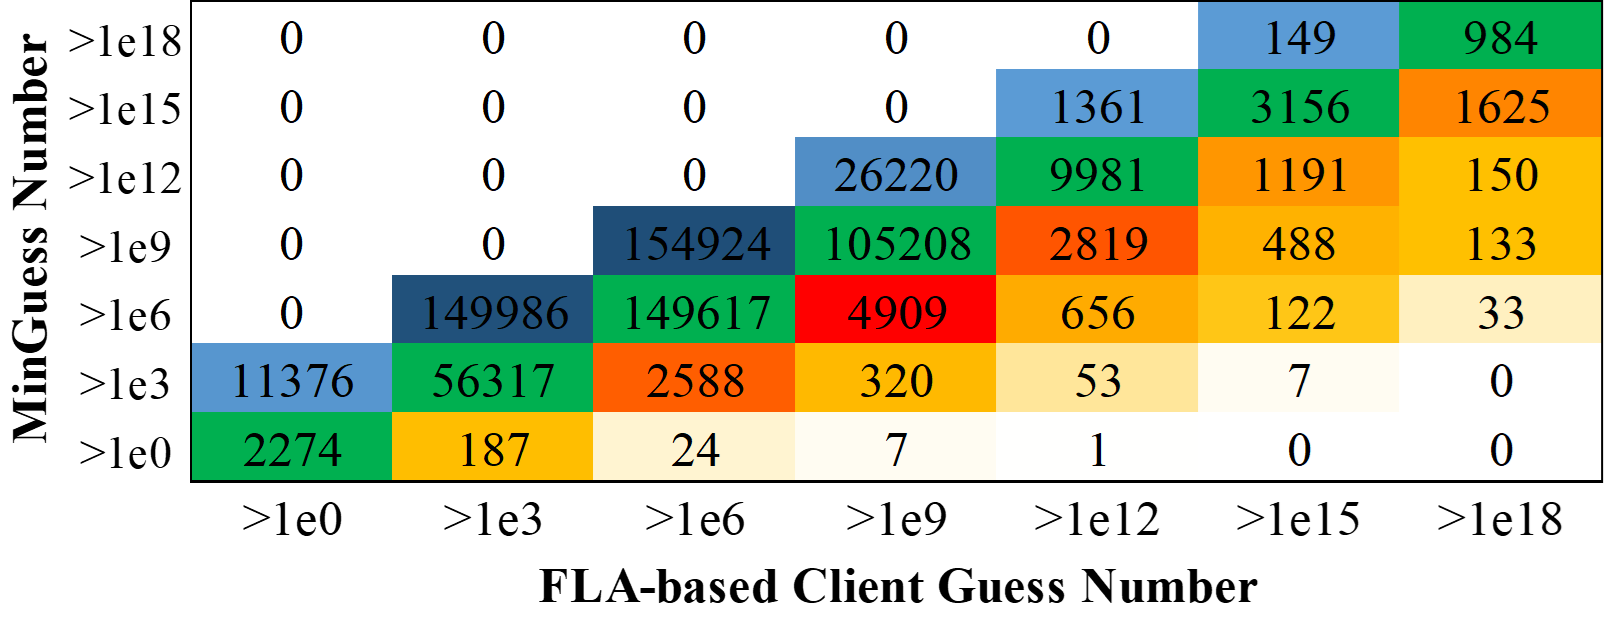 MinGuess Number
>1e18 0 0 0 0 0 149 984
>1e15 0 0 0 0 1361 3156 1625
>1e12 0 0 0 26220 9981 1191 150
>1e9 0 0 154924 105208 2819 488 133
>1e6 0 149986 149617 4909 656 122 33
>1e3 11376 56317 2588 320 53 7 0
>1e0 2274 187 24 7 1 0 0
>1e0 >1e3 >1e6 >1e9 >1e12 >1e15 >1e18
FLA-based Client Guess Number